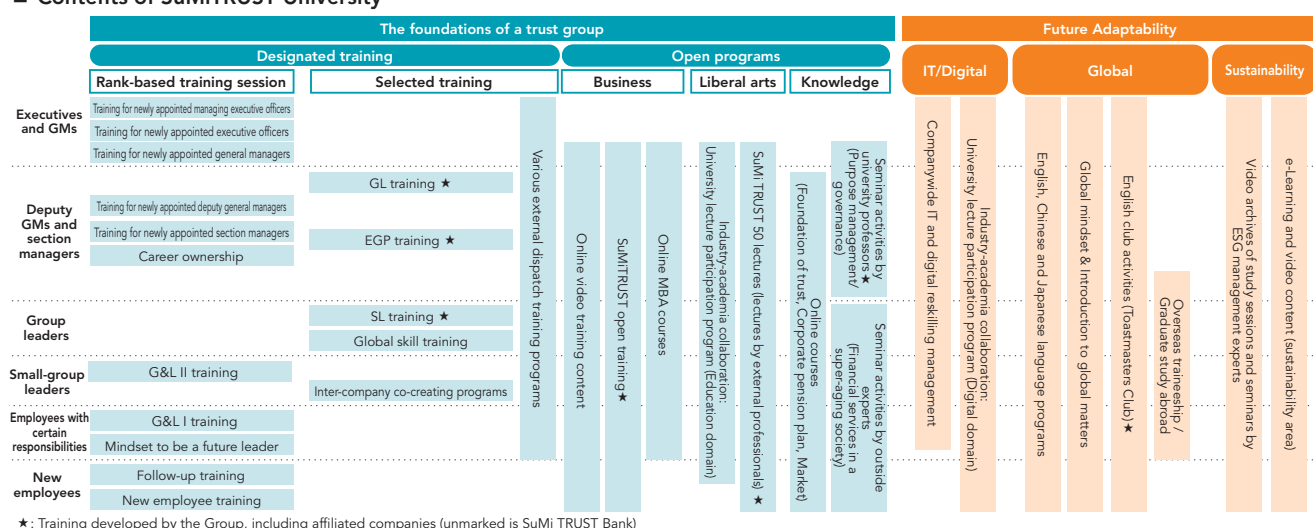 Contents of SuMiTRUST University
The foundations of a trust group
Future Adaptability
Designated training
Open programs
IT/Digital
Global
Sustainability
Rank-based training session
Selected training
Business
Liberal arts
Knowledge
Executives
and GMs
Training for newly appointed managing executive officers
Training for newly appointed executive officers
Training for newly appointed general managers
Deputy
GMs and
section
managers
Training for newly appointed deputy general managers
Training for newly appointed section managers
Career ownership
Group
leaders
Small-group
leaders
G&L II training
Employees with
certain
responsibilities
G&L I training
Mindset to be a future leader
New
employees
Follow-up training
New employee training
GL training ★
EGP training ★
SL training ★
Global skill training
Inter-company co-creating programs
Various external dispatch training programs
Online video training content
SuMiTRUST open training★
Online MBA courses
Industry-academia collaboration:
University lecture participation program (Education domain)
SuMi TRUST 50 lectures (lectures by external professionals) ★
Online courses
(Foundation of trust, Corporate pension plan, Market)
Seminar activities by
university professors★
(Purpose management/
governance)
Seminar activities by outside
experts
(Financial services in a
super-aging society)
Companywide IT and digital reskilling management
Industry-academia collaboration:
University lecture participation program (Digital domain)
English, Chinese and Japanese language programs
Global mindset & Introduction to global matters
English club activities (Toastmasters Club)★
Overseas traineeship /
Graduate study abroad
Video archives of study sessions and seminars by
ESG management experts
e-Learning and video content (sustainability area)
★: Training developed by the Group, including affiliated companies (unmarked is SuMi TRUST Bank)